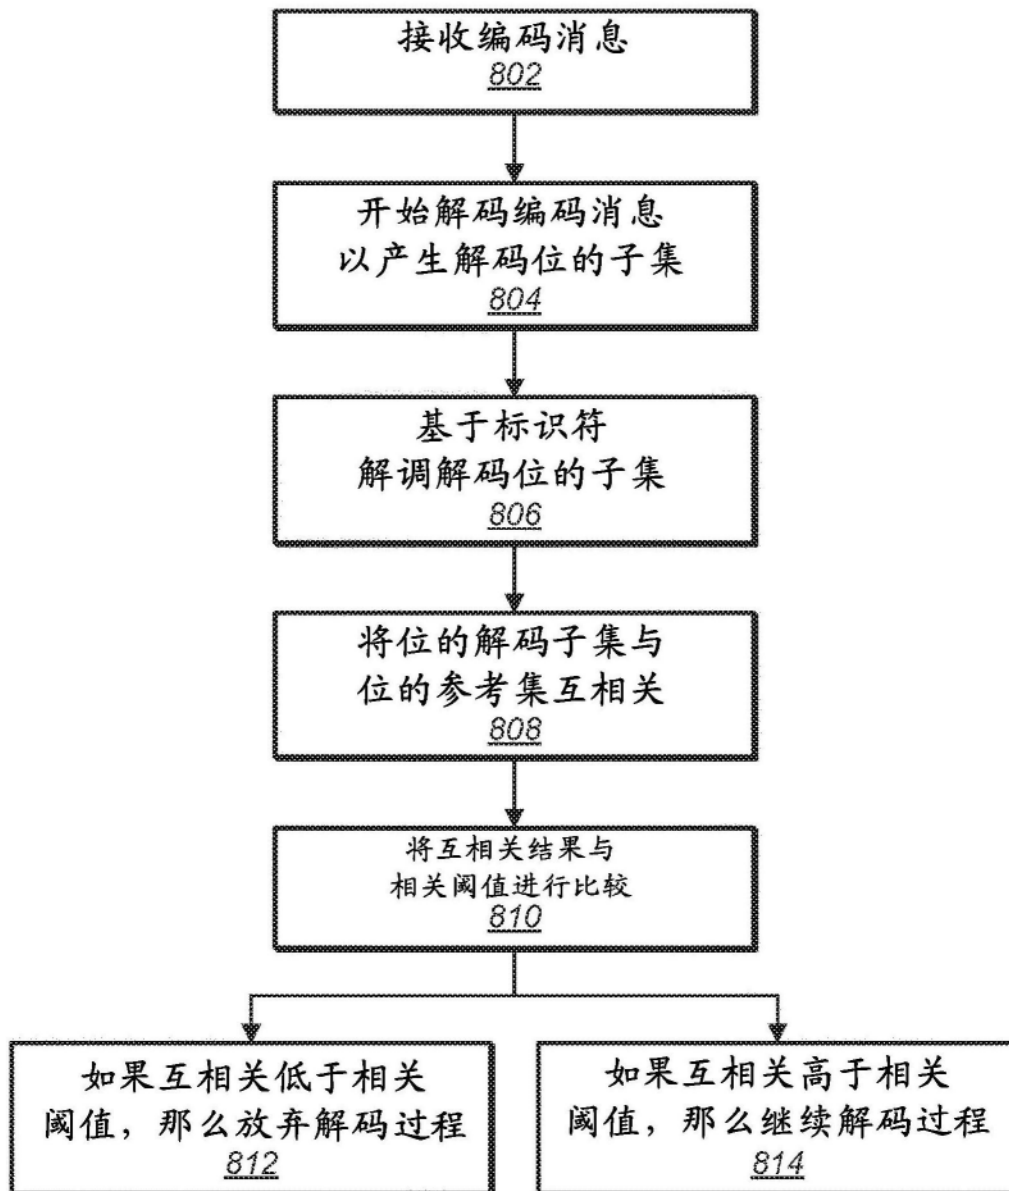 接收编码消息
802
开始解码编码消息
以产生解码位的子集
804
基于标识符
解调解码位的子集
806
将位的解码子集与
位的参考集互相关
808
将互相关结果与
相关阈值进行比较
810
如果互相关低于相关
阈值，那么放弃解码过程
812
如果互相关高于相关
阈值，那么继续解码过程
814